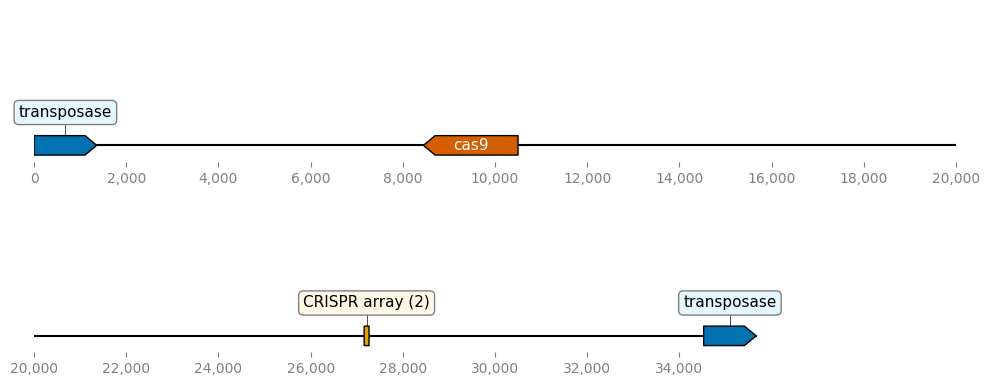 transposase
cas9
0 2,000 4,000 6,000 8,000 10,000 12,000 14,000 16,000 18,000 20,000
CRISPR array (2) transposase
20,000 22,000 24,000 26,000 28,000 30,000 32,000 34,000